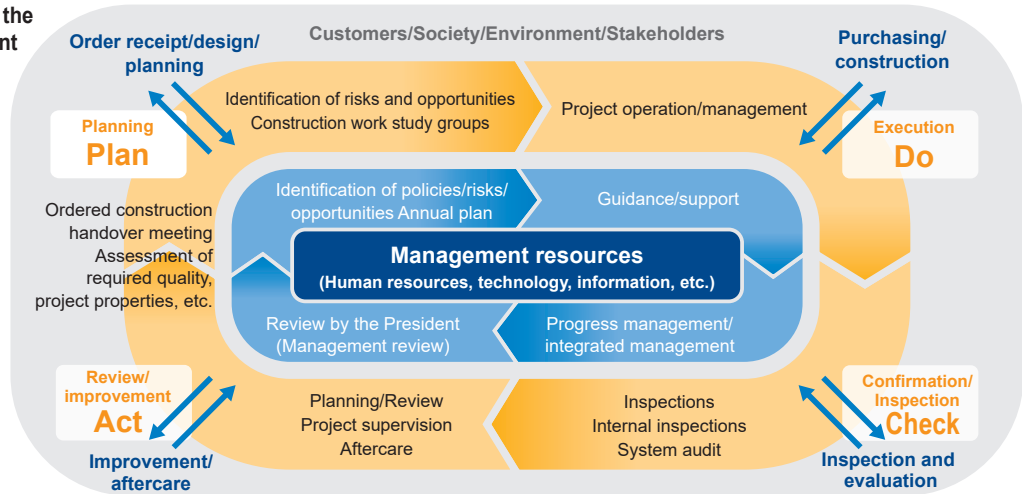 the
nt
Customers/Society/Environment/Stakeholders
Order receipt/design/
planning
Purchasing/
construction
Identification of risks and opportunities
Construction work study groups
Project operation/management
Planning
Plan
Execution
Do
Identification of policies/risks/
opportunities Annual plan
Guidance/support
Ordered construction
handover meeting
Assessment of
required quality,
project properties, etc.
Management resources
(Human resources, technology, information, etc.)
Review by the President
(Management review)
Progress management/
integrated management
Review/
improvement
Act
Confirmation/
Inspection
Check
Planning/Review
Project supervision
Aftercare
Inspections
Internal inspections
System audit
Improvement/
aftercare
Inspection and
evaluation